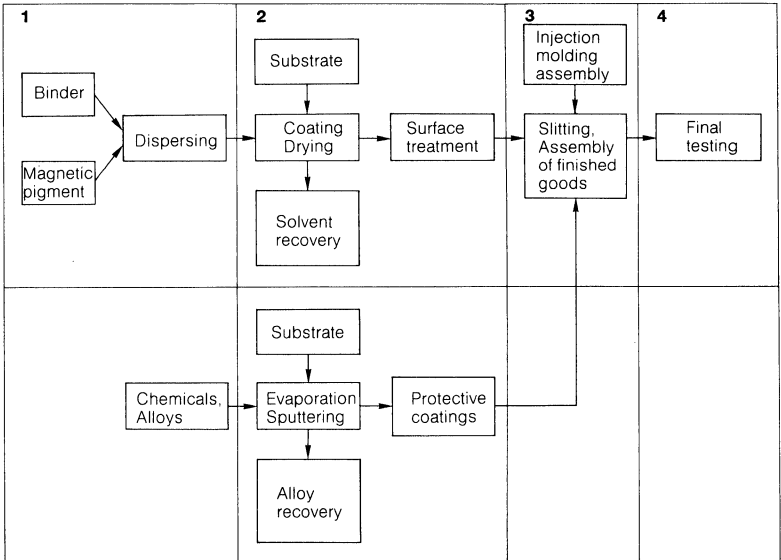 1
2
3
4
Binder
Magnetic
pigment
Dispersing
Substrate
Coating
Drying
Solvent
recovery
Surface
treatment
Injection
molding
assembly
Slitting,
Assembly
of finished
goods
Final
testing
Chemicals,
Alloys
Substrate
Evaporation
Sputtering
Alloy
recovery
Protective
coatings